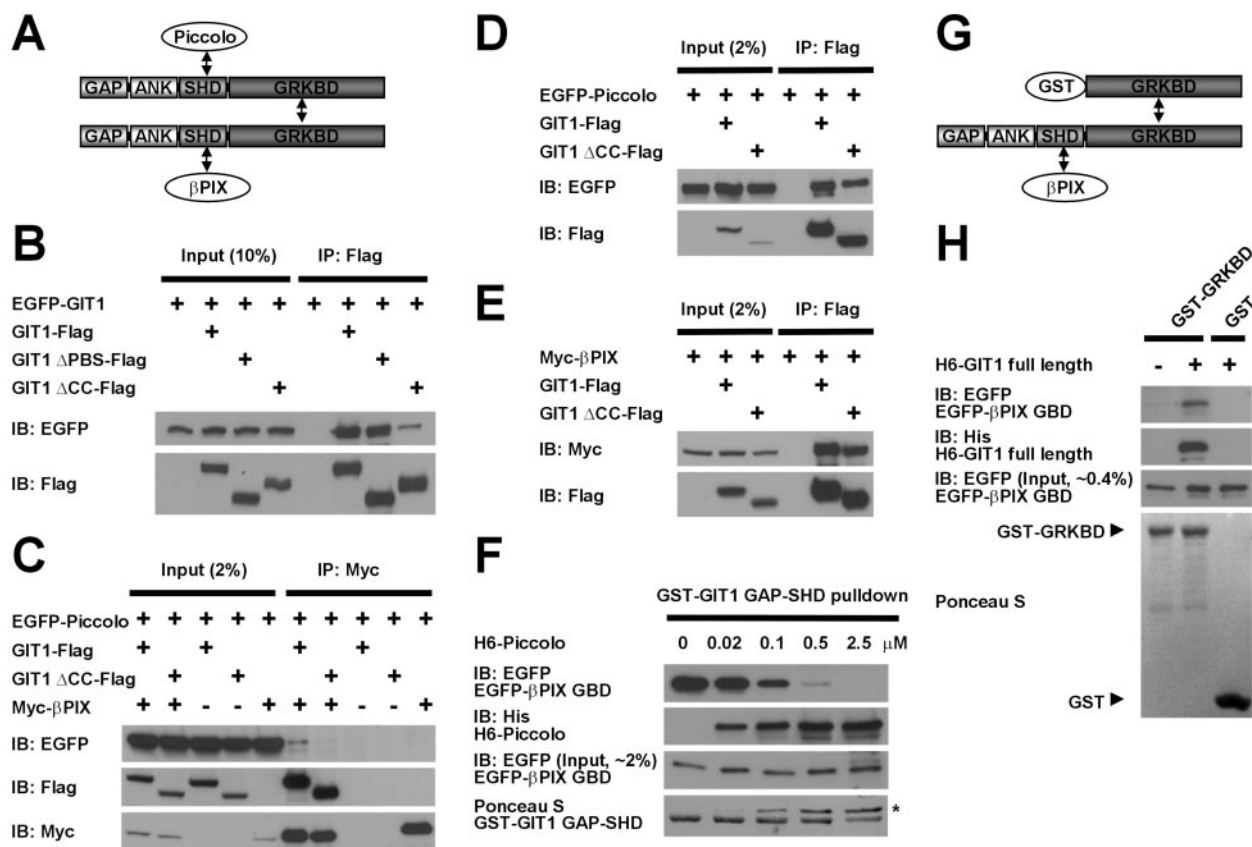 A
Piccolo
GAP ANK SHD GRKBD
GAP ANK SHD GRKBD
βPIX
B
Input (10%) IP: Flag
EGFP-GIT1 + + + + + + + +
GIT1-Flag + +
GIT1 ΔPBS-Flag + +
GIT1 ΔCC-Flag + +
IB: EGFP
IB: Flag
C
Input (2%) IP: Myc
EGFP-Piccolo + + + + + + + + + +
GIT1-Flag + + + +
GIT1 ΔCC-Flag + + + +
Myc-βPIX + + - - + + + - - +
IB: EGFP
IB: Flag
IB: Myc
D
Input (2%) IP: Flag
EGFP-Piccolo + + + + + +
GIT1-Flag + +
GIT1 ΔCC-Flag + +
IB: EGFP
IB: Flag
E
Input (2%) IP: Flag
Myc-βPIX + + + + + +
GIT1-Flag + +
GIT1 ΔCC-Flag + +
IB: Myc
IB: Flag
F
GST-GIT1 GAP-SHD pulldown
H6-Piccolo 0 0.02 0.1 0.5 2.5 μM
IB: EGFP
EGFP-βPIX GBD
IB: His
H6-Piccolo
IB: EGFP (Input, ~2%)
EGFP-βPIX GBD
Ponceau S
GST-GIT1 GAP-SHD
*
G
GST GRKBD
GAP ANK SHD GRKBD
βPIX
H
GST-GRKBD
GST
H6-GIT1 full length - + +
IB: EGFP
EGFP-βPIX GBD
IB: His
H6-GIT1 full length
IB: EGFP (Input, ~0.4%)
EGFP-βPIX GBD
GST-GRKBD
Ponceau S
GST